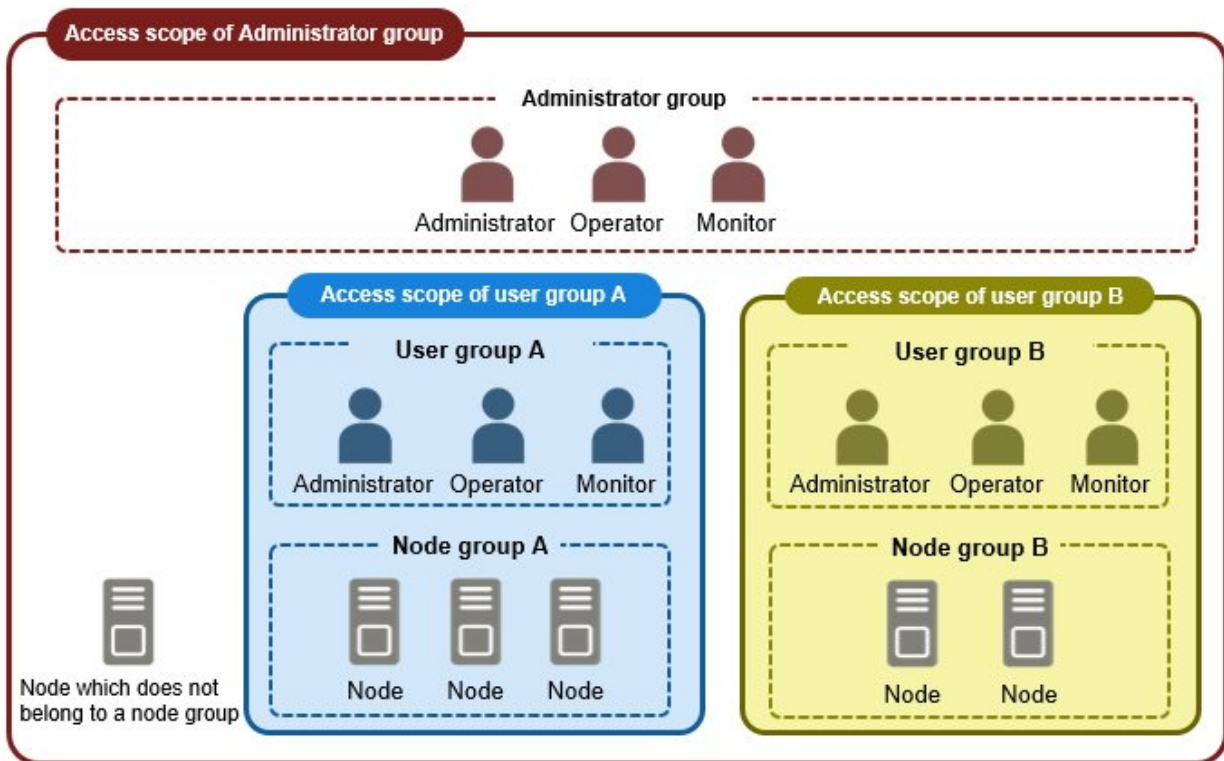 Access scope of Administrator group
Administrator group
Administrator Operator Monitor
Access scope of user group A
User group A
Administrator Operator Monitor
Node group A
Node Node Node
Access scope of user group B
User group B
Administrator Operator Monitor
Node group B
Node Node
Node which does not
belong to a node group